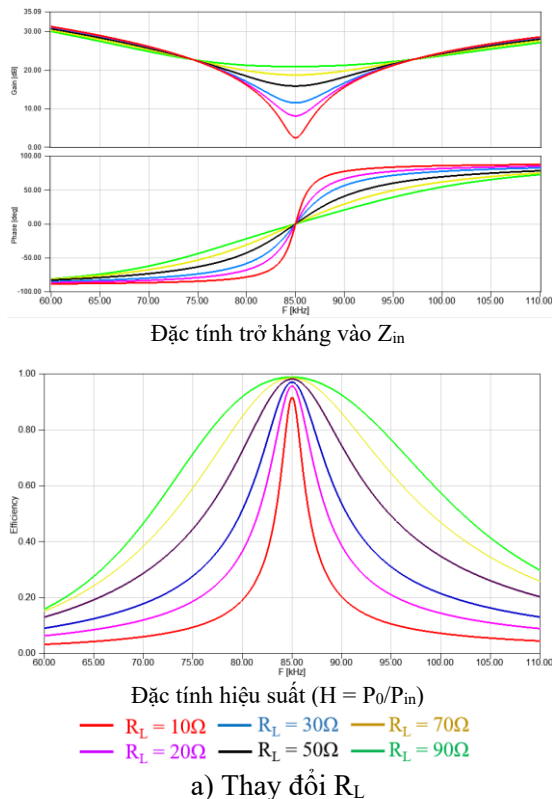 35.09
30.00
20.00
10.00
0.00
Gain [dB]
100.00
50.00
0.00
-50.00
-100.00
Phase [deg]
60.00 65.00 70.00 75.00 80.00 85.00 90.00 95.00 100.00 105.00 110.00
F [kHz]
Đặc tính trở kháng vào Zin
1.00
0.80
0.60
0.40
0.20
0.00
Efficiency
60.00 65.00 70.00 75.00 80.00 85.00 90.00 95.00 100.00 105.00 110.00
F [kHz]
Đặc tính hiệu suất (H = P0/Pin)
RL = 10Ω RL = 30Ω RL = 70Ω
RL = 20Ω RL = 50Ω RL = 90Ω
a) Thay đổi RL